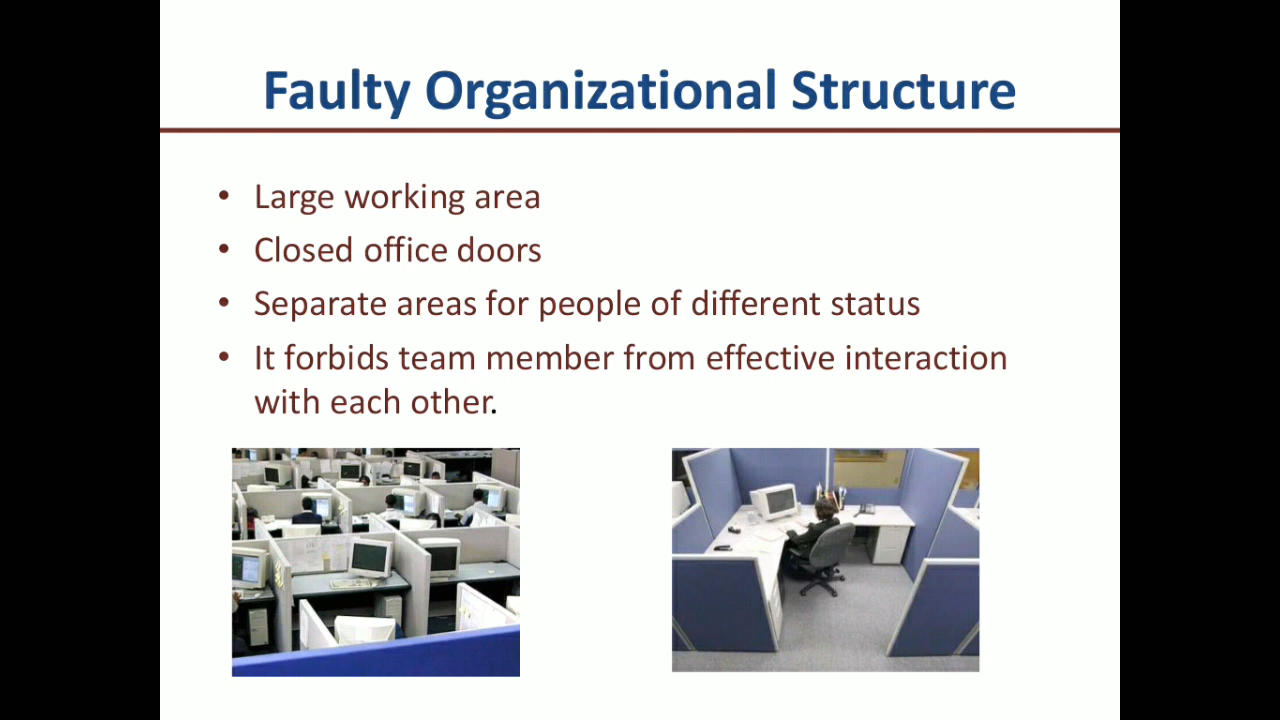 Faulty Organizational Structure
• Large working area
• Closed office doors
• Separate areas for people of different status
• It forbids team member from effective interaction
with each other.